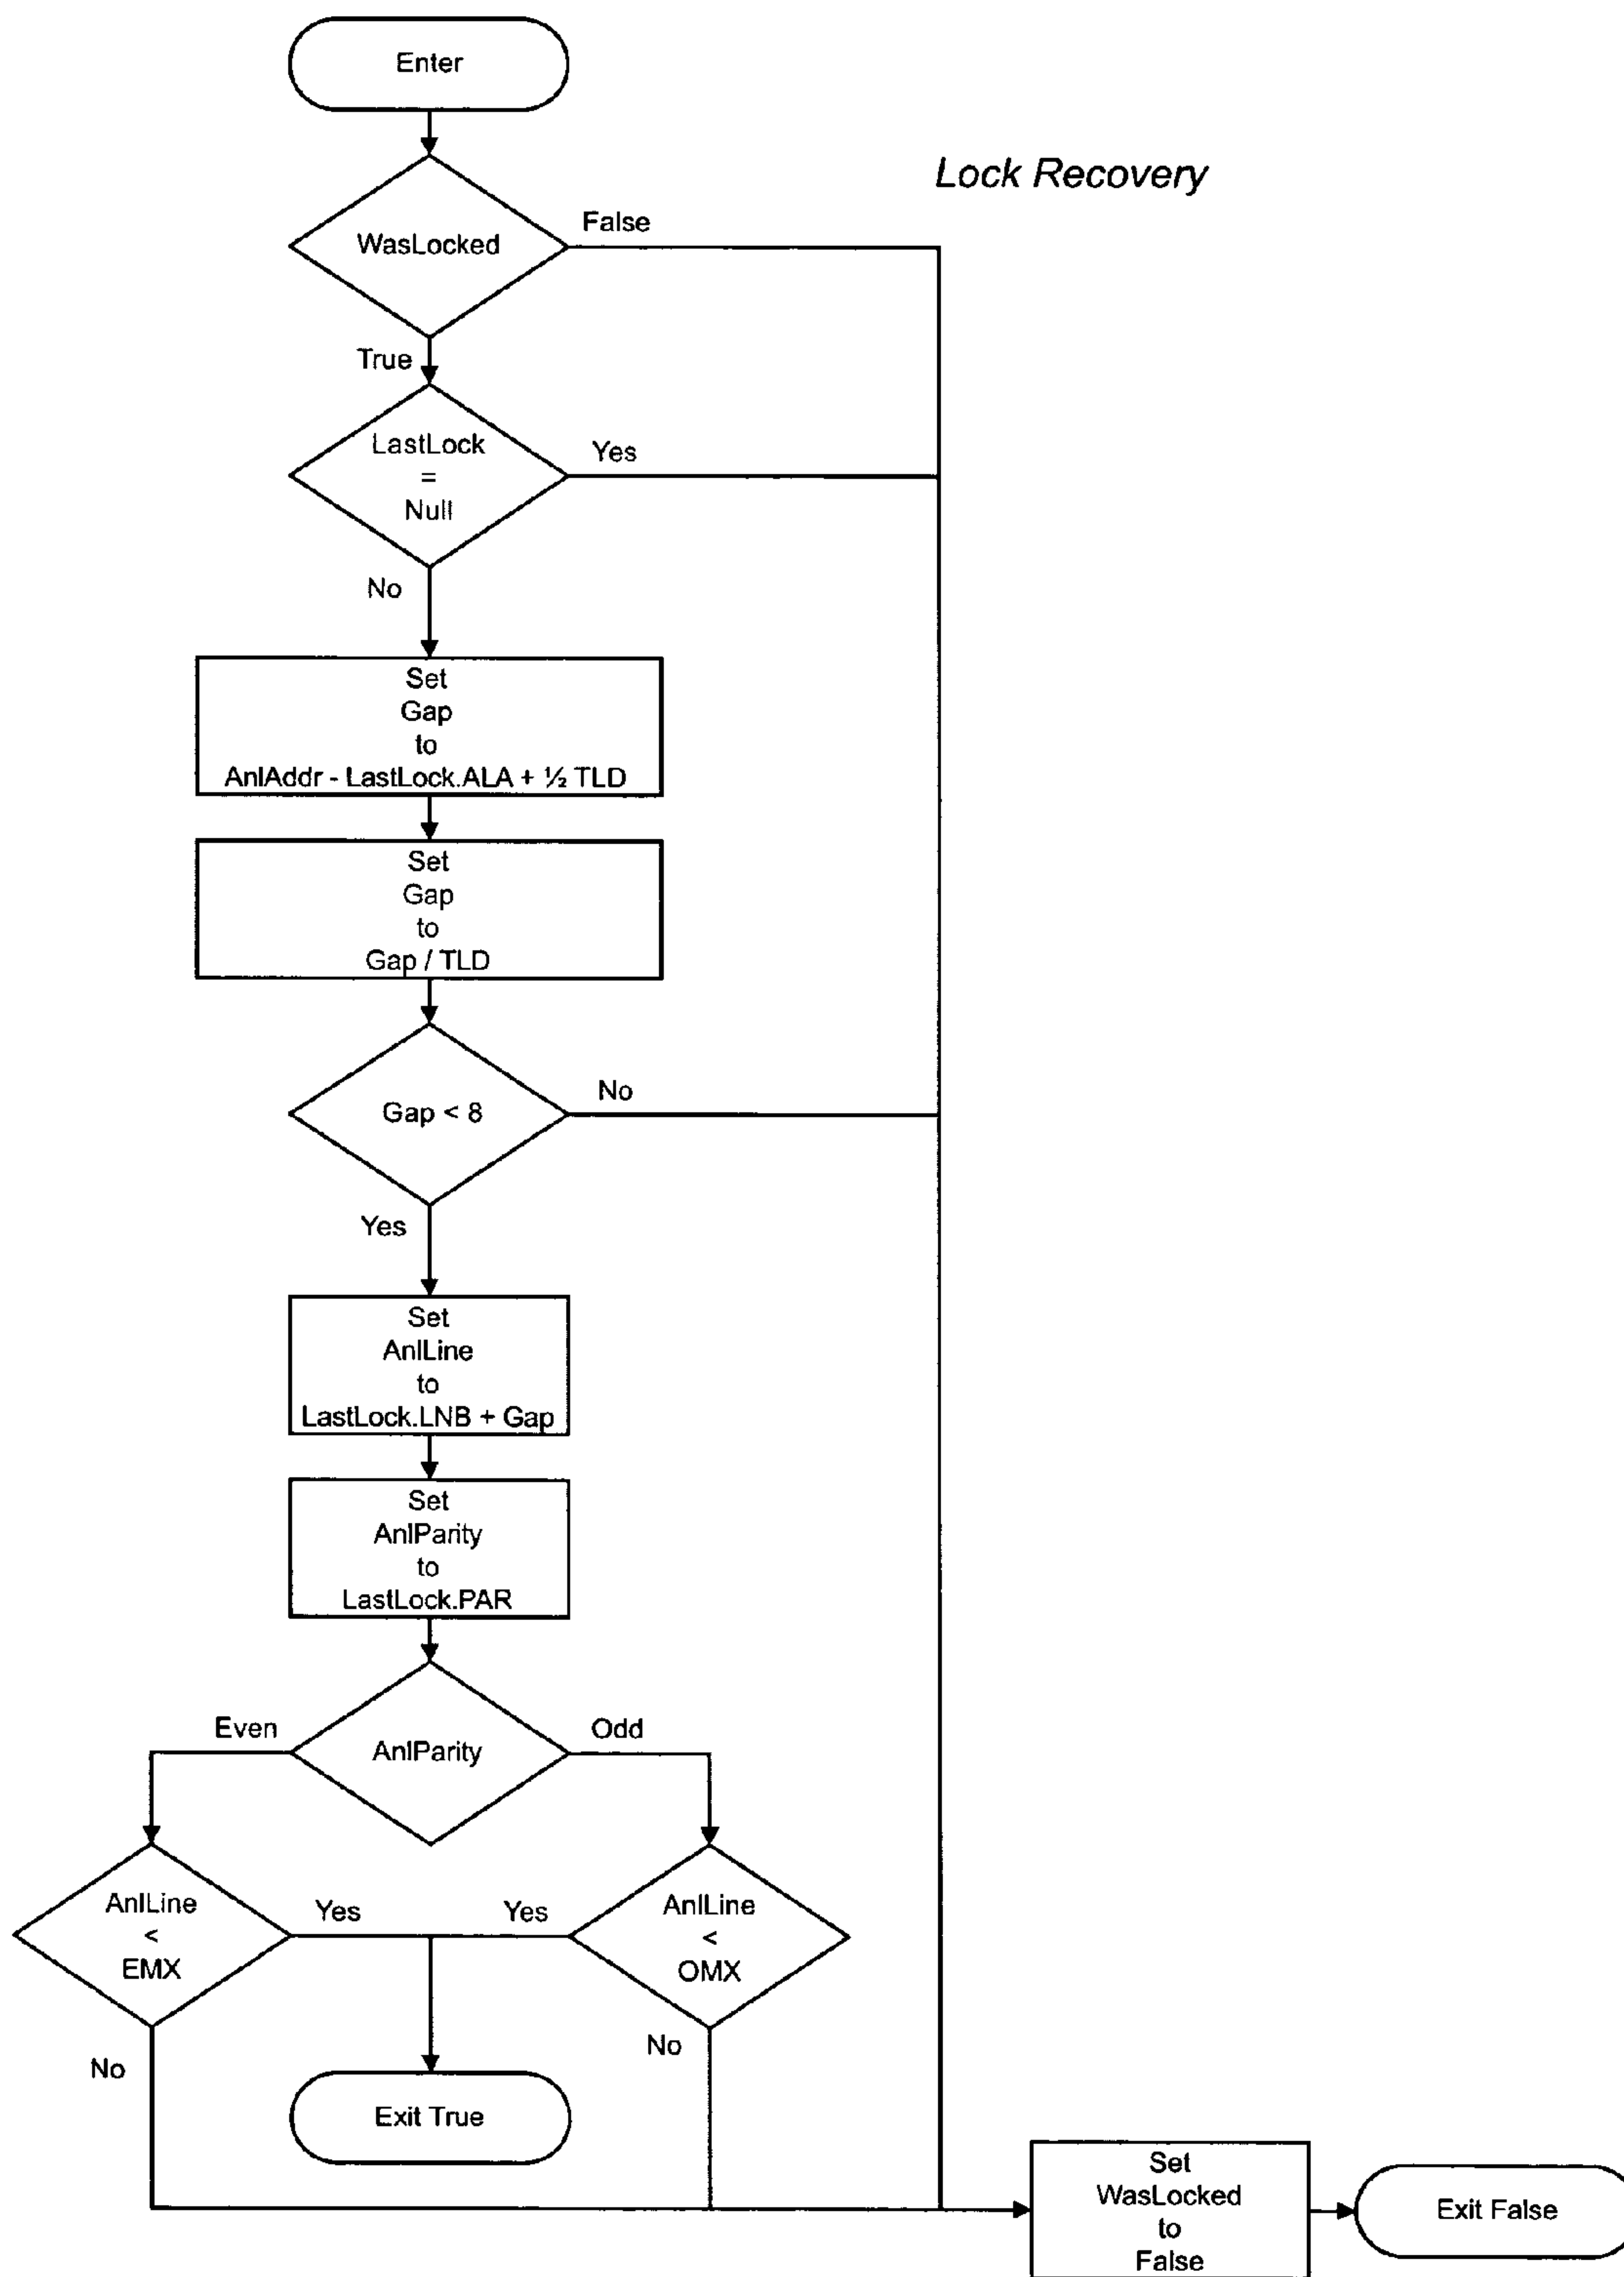 Enter
Lock Recovery
WasLocked
False
True
LastLock
=
Null
Yes
No
Set
Gap
to
AnlAddr - LastLock.ALA + ½ TLD
Set
Gap
to
Gap / TLD
Gap < 8
No
Yes
Set
AnlLine
to
LastLock.LNB + Gap
Set
AnlParity
to
LastLock.PAR
AnlParity
Even
Odd
AnlLine
<
EMX
Yes
Yes
AnlLine
<
OMX
No
No
Exit True
Set
WasLocked
to
False
Exit False